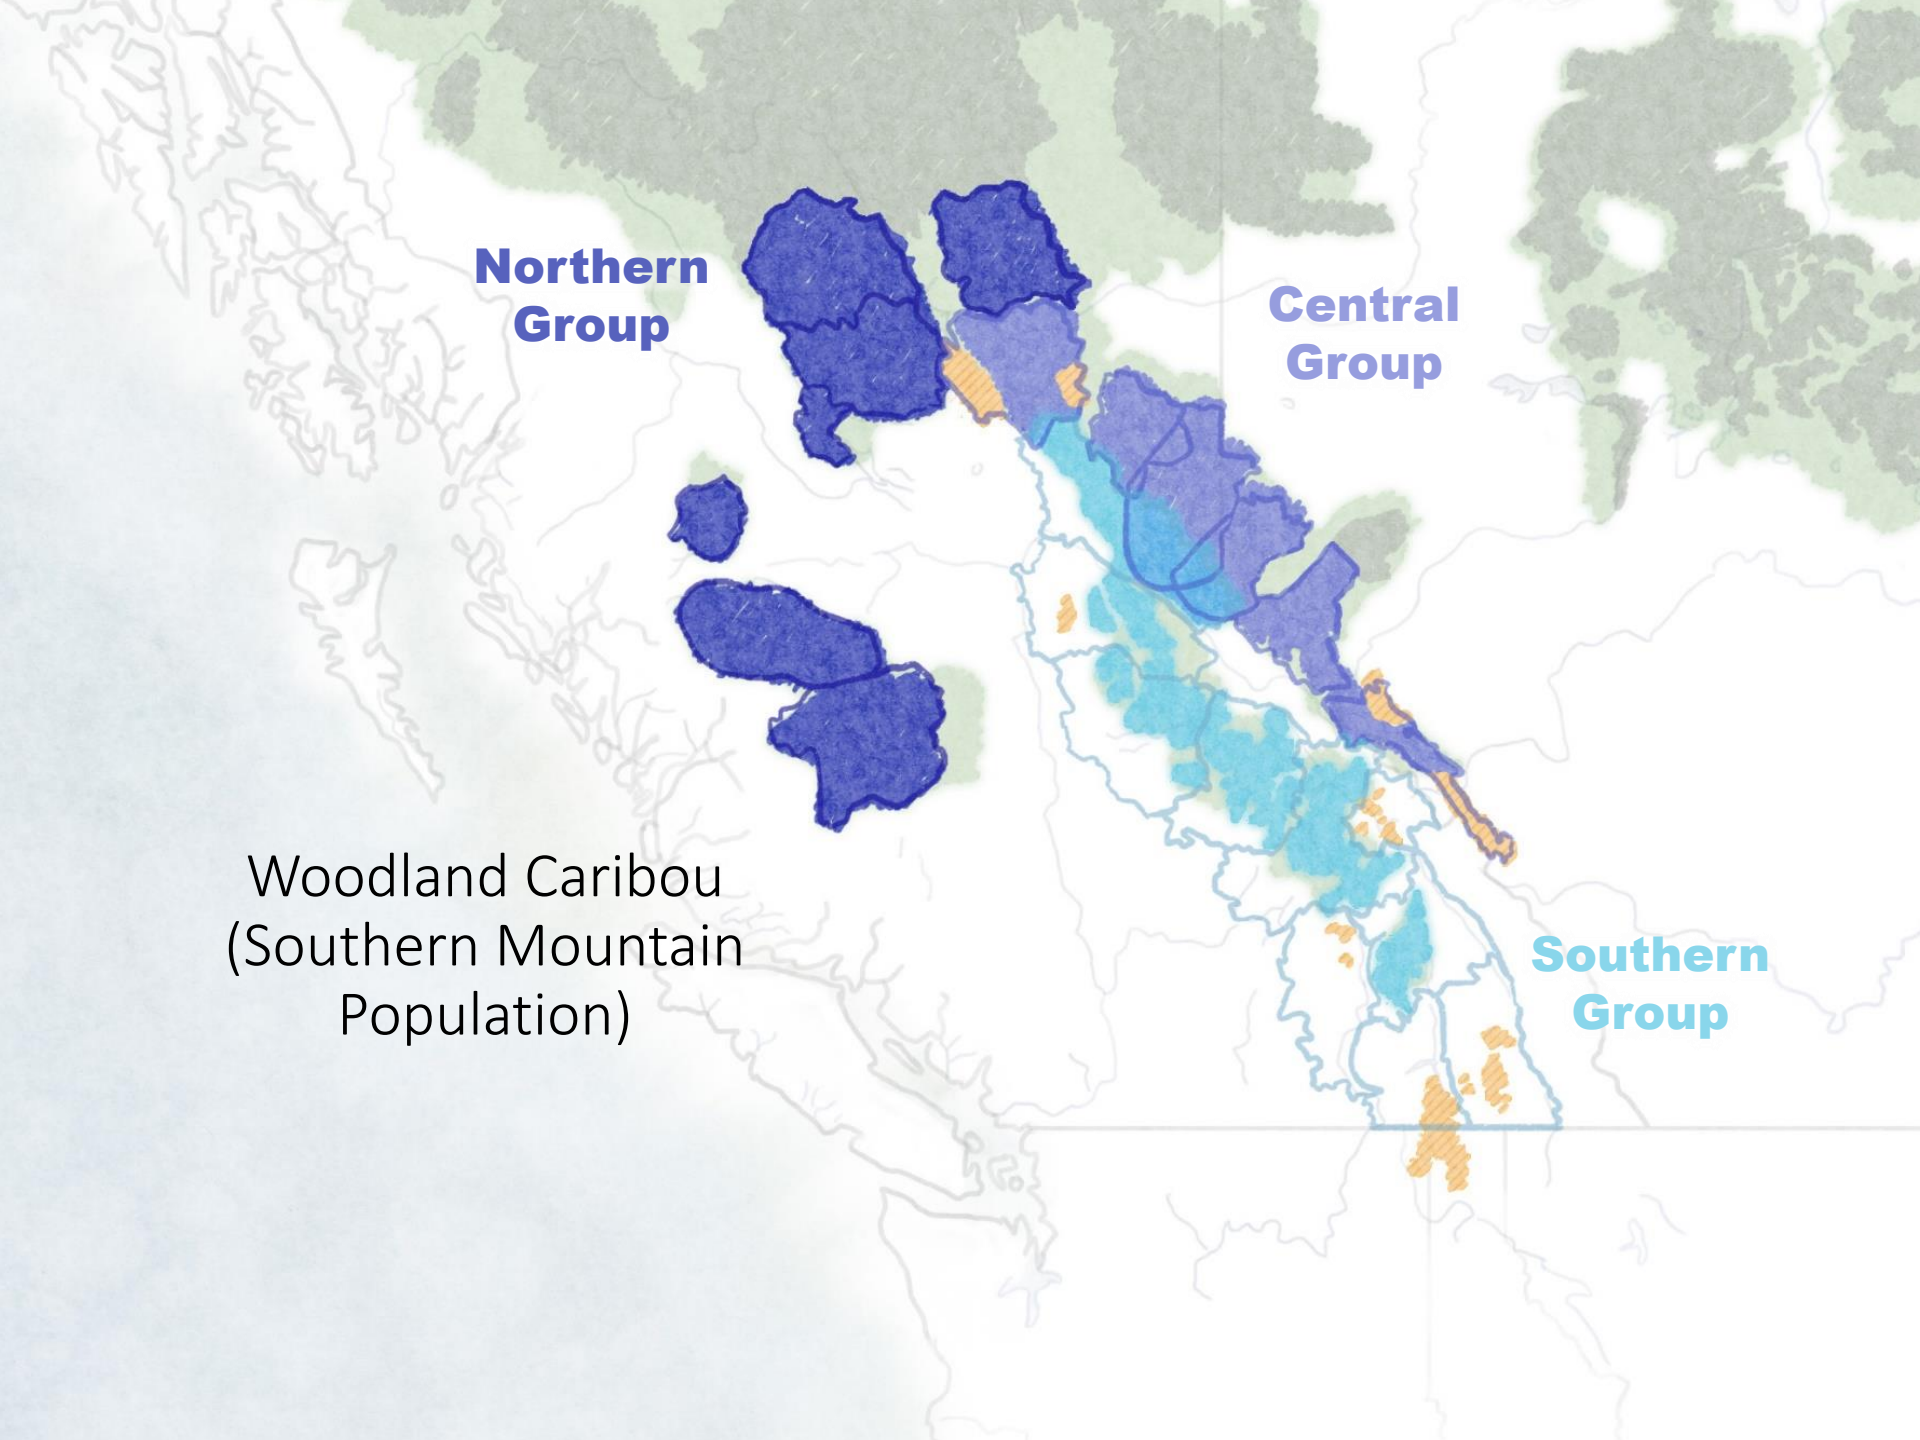 Northern
Group
Central
Group
Woodland Caribou
(Southern Mountain
Population)
Southern
Group